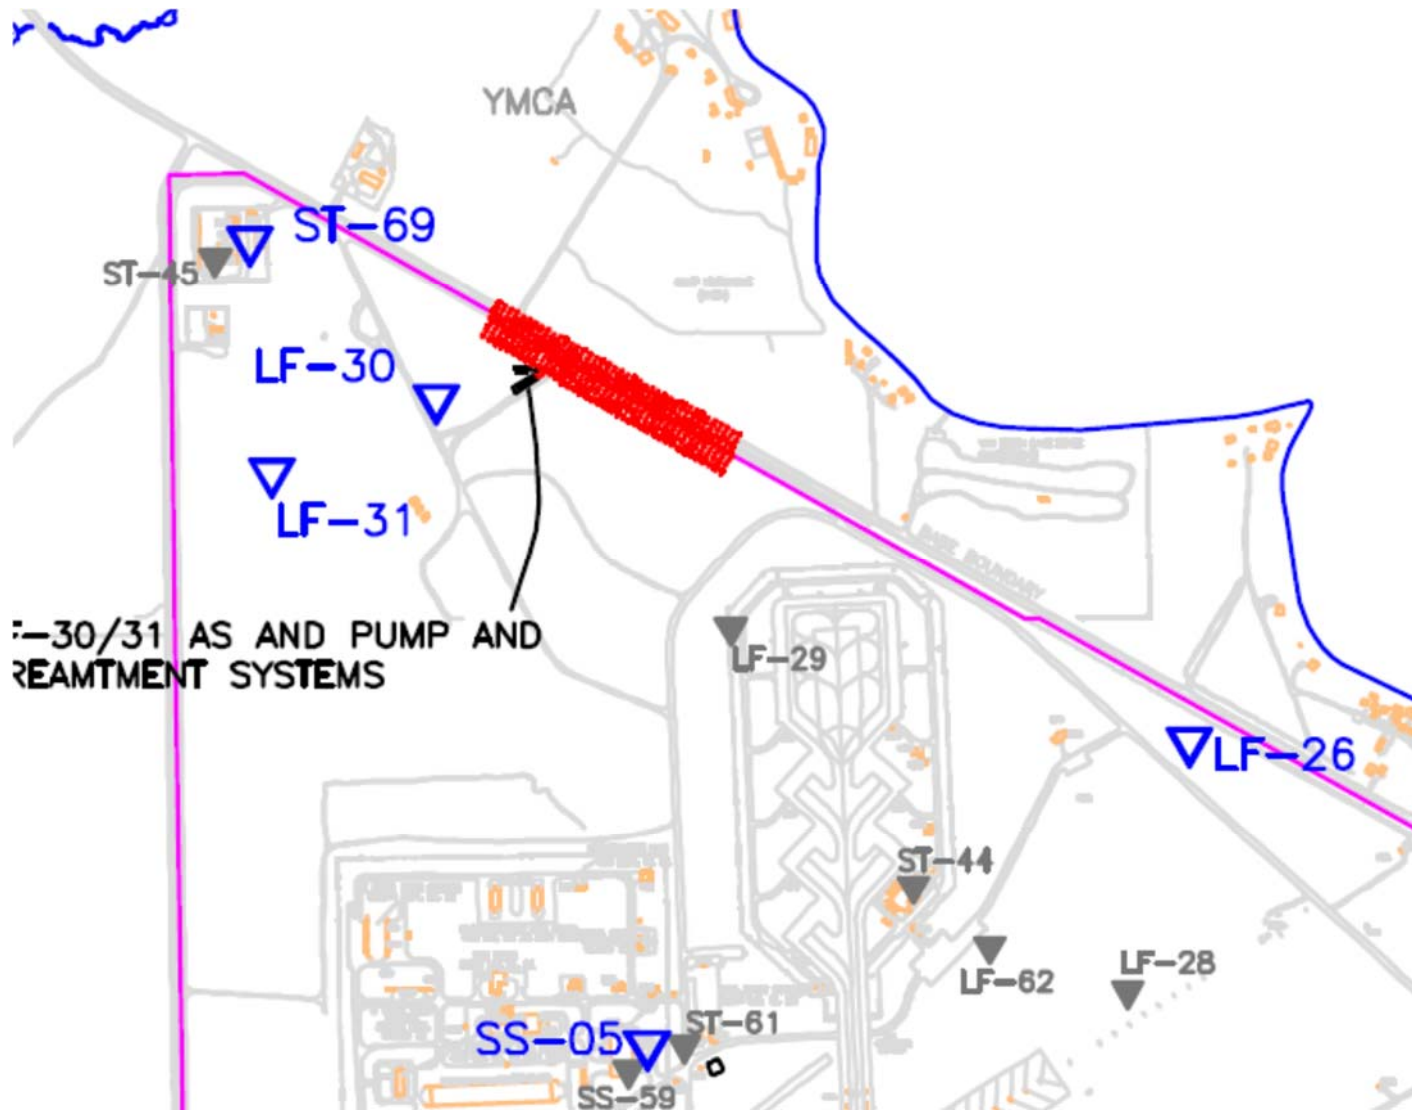 YMCA
ST-69
ST-45
LF-30
LF-31
F-30/31 AS AND PUMP AND
REAMTMENT SYSTEMS
BASE BOUNDARY
LF-29
LF-26
ST-44
LF-62
LF-28
SS-05
ST-61
SS-59